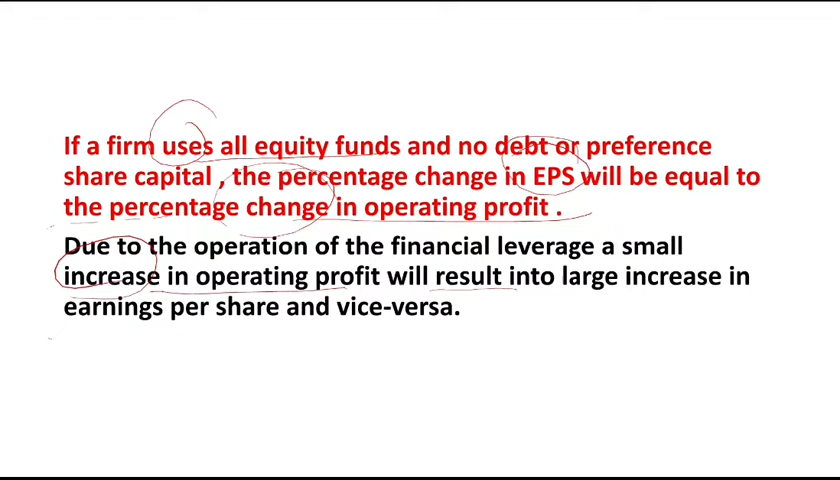 If a firm uses all equity funds and no debt or preference
share capital , the percentage change in EPS will be equal to
the percentage change in operating profit .
Due to the operation of the financial leverage a small
increase in operating profit will result into large increase in
earnings per share and vice-versa.